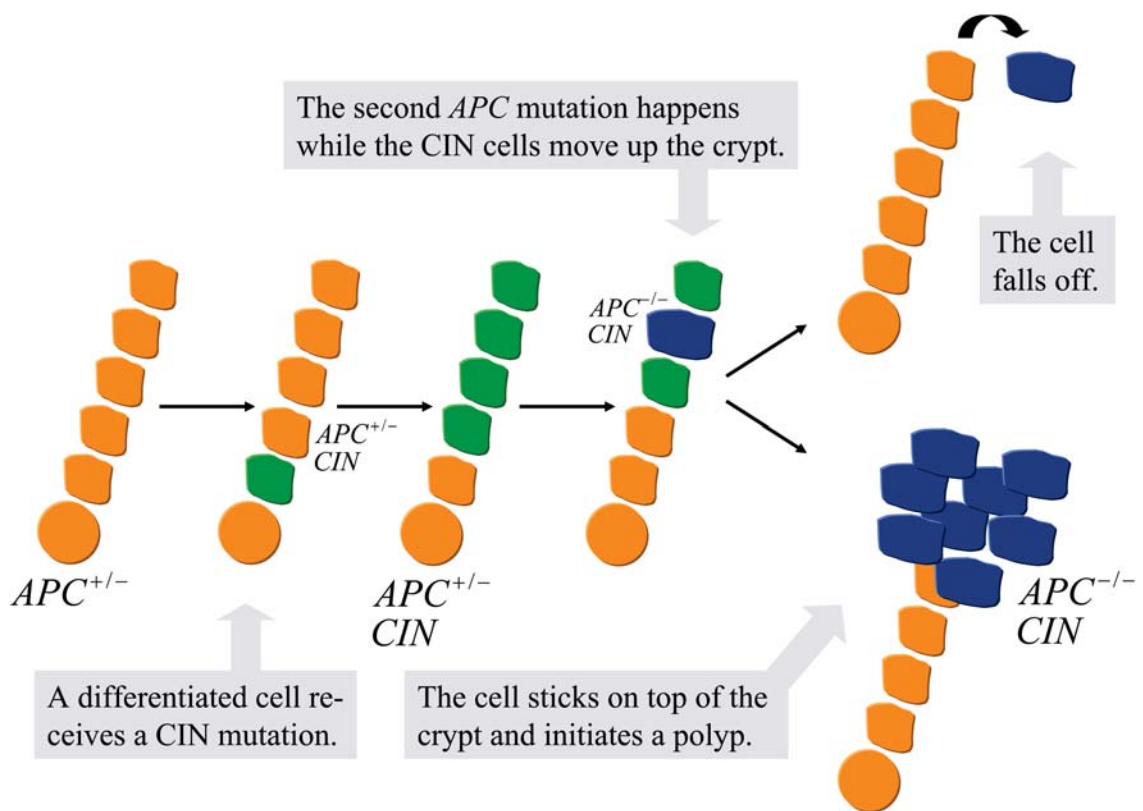 The second APC mutation happens
while the CIN cells move up the crypt.
The cell
falls off.
APC−/−
CIN
APC+/−
CIN
APC+/−
APC+/−
CIN
APC−/−
CIN
A differentiated cell re-
ceives a CIN mutation.
The cell sticks on top of the
crypt and initiates a polyp.